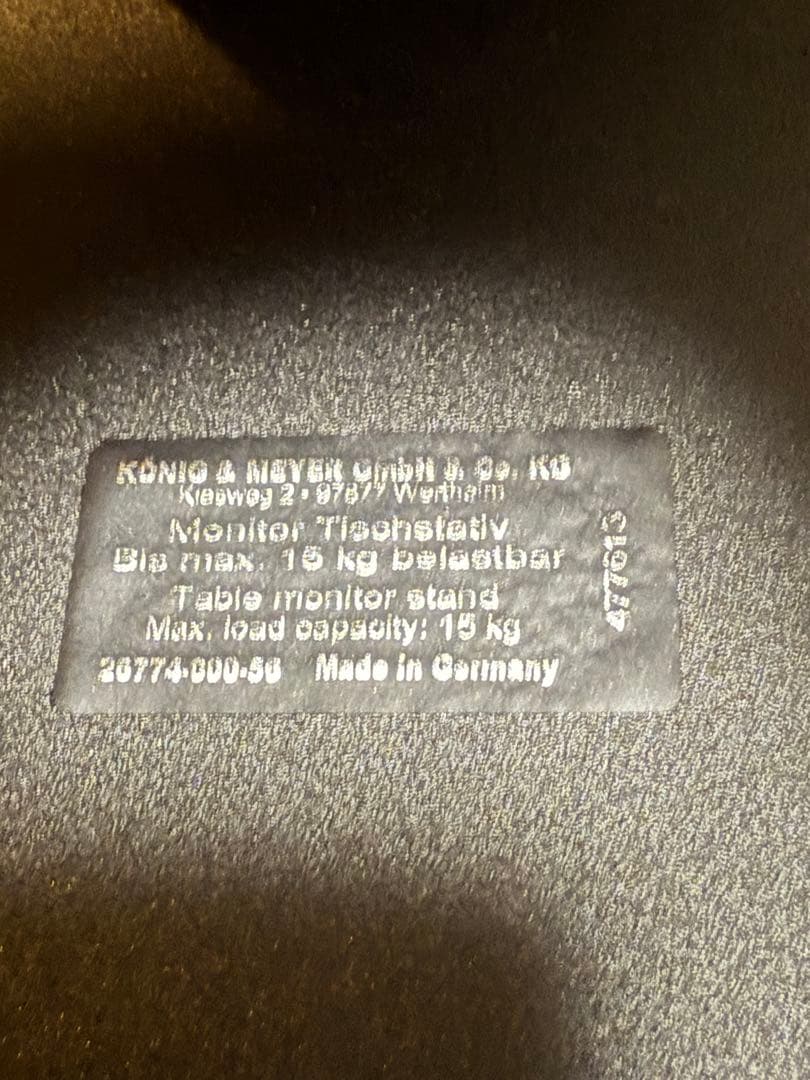 KÖNIG & MEYER GmbH & Co. KG
Kiesweg 2 • 97877 Wertheim
Monitor Tischstativ
Bis max. 15 kg belastbar
Table monitor stand
Max. load capacity: 15 kg
26774-000-56 Made in Germany
477613